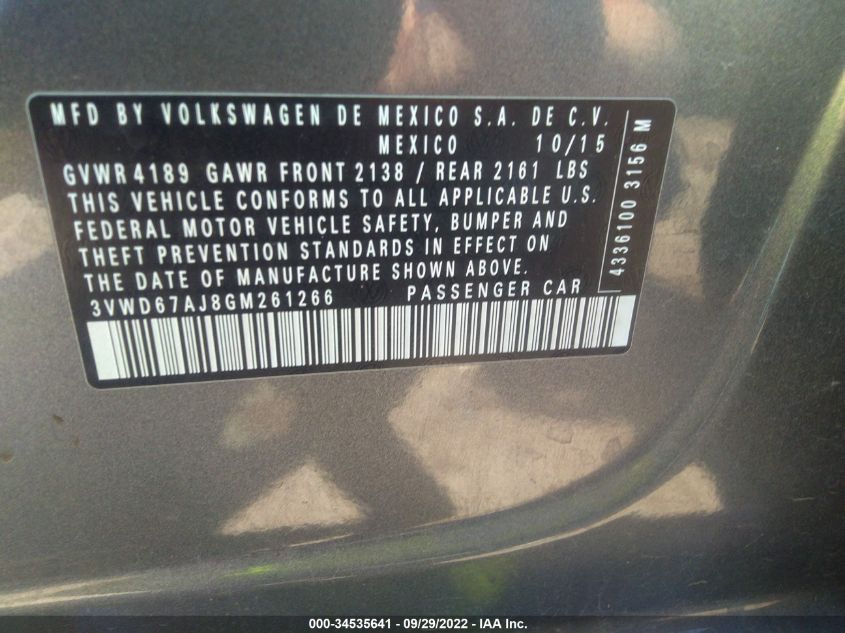 MFD BY VOLKSWAGEN DE MEXICO S.A. DE C.V.
MEXICO 10/15
GVWR 4189 GAWR FRONT 2138 / REAR 2161 LBS
THIS VEHICLE CONFORMS TO ALL APPLICABLE U.S.
FEDERAL MOTOR VEHICLE SAFETY, BUMPER AND
THEFT PREVENTION STANDARDS IN EFFECT ON
THE DATE OF MANUFACTURE SHOWN ABOVE.
3VWD67AJ8GM261266 PASSENGER CAR
4336100 3156 M
000-34535641 - 09/29/2022 - IAA Inc.